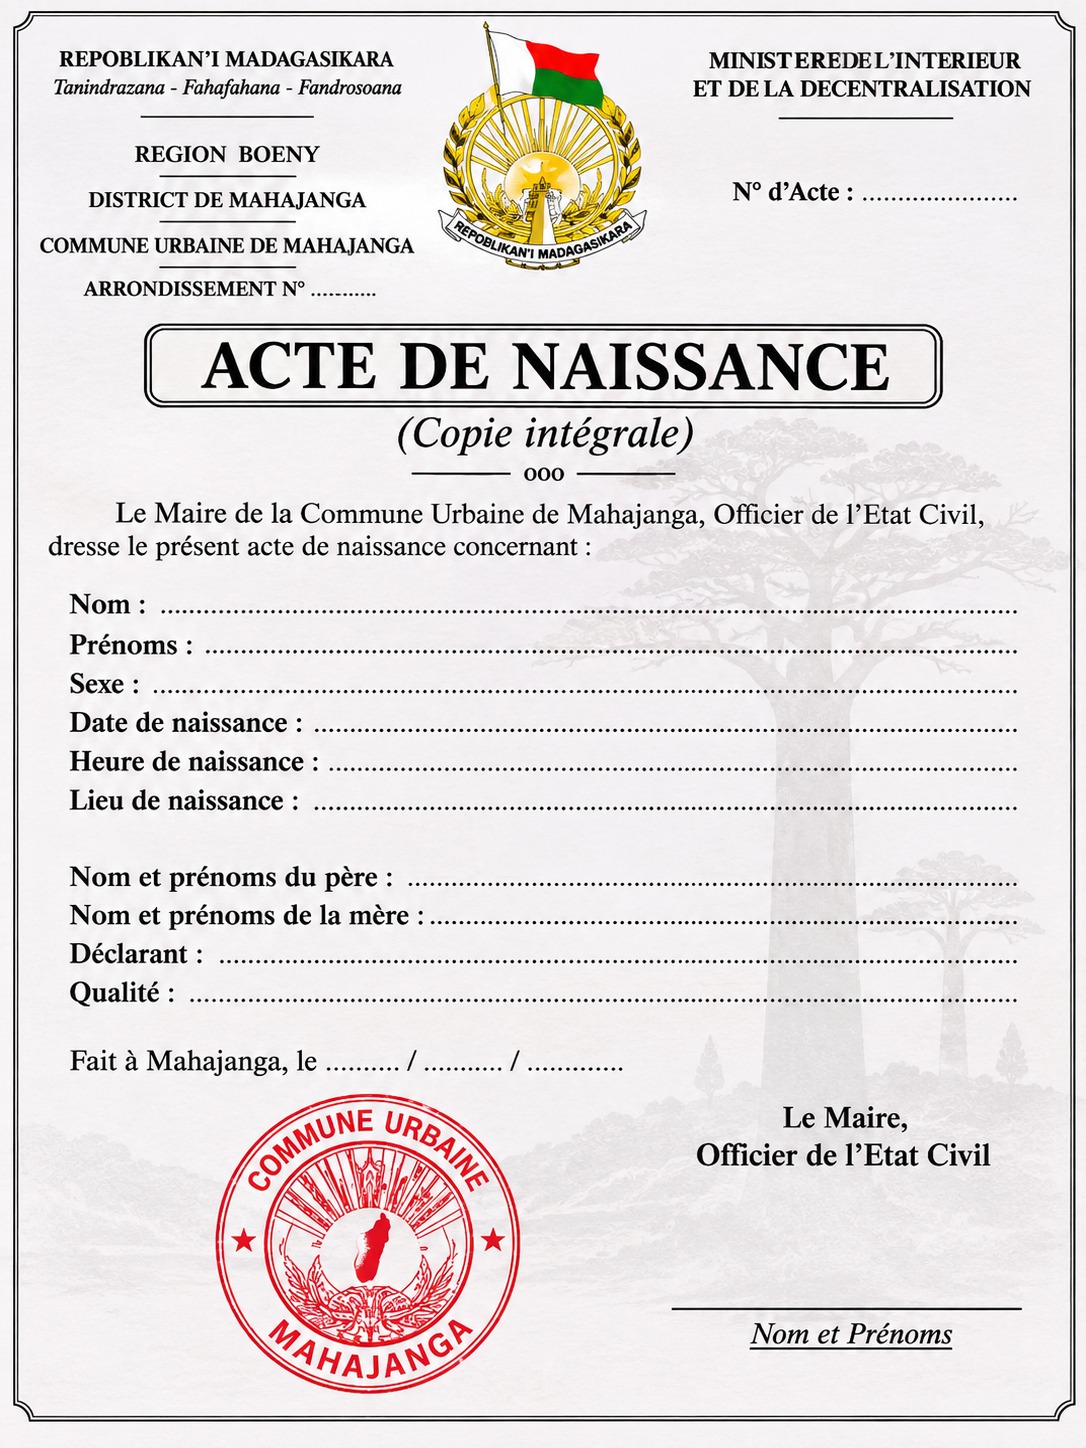 REPOBLIKAN'I MADAGASIKARA
Tanindrazana - Fahafahana - Fandrosoana
REGION BOENY
DISTRICT DE MAHAJANGA
COMMUNE URBAINE DE MAHAJANGA
ARRONDISSEMENT N° ...........
REPOBLIKAN'I MADAGASIKARA
MINISTEREDE L'INTERIEUR
ET DE LA DECENTRALISATION
N° d'Acte : ......................
ACTE DE NAISSANCE
(Copie intégrale)
ooo
Le Maire de la Commune Urbaine de Mahajanga, Officier de l'Etat Civil,
dresse le présent acte de naissance concernant :
Nom : ......................
Prénoms : ......................
Sexe : ......................
Date de naissance : ......................
Heure de naissance : ......................
Lieu de naissance : ......................
Nom et prénoms du père : ......................
Nom et prénoms de la mère : ......................
Déclarant : ......................
Qualité : ......................
Fait à Mahajanga, le .......... / ........... / .............
COMMUNE URBAINE
MAHAJANGA
Le Maire,
Officier de l'Etat Civil
Nom et Prénoms